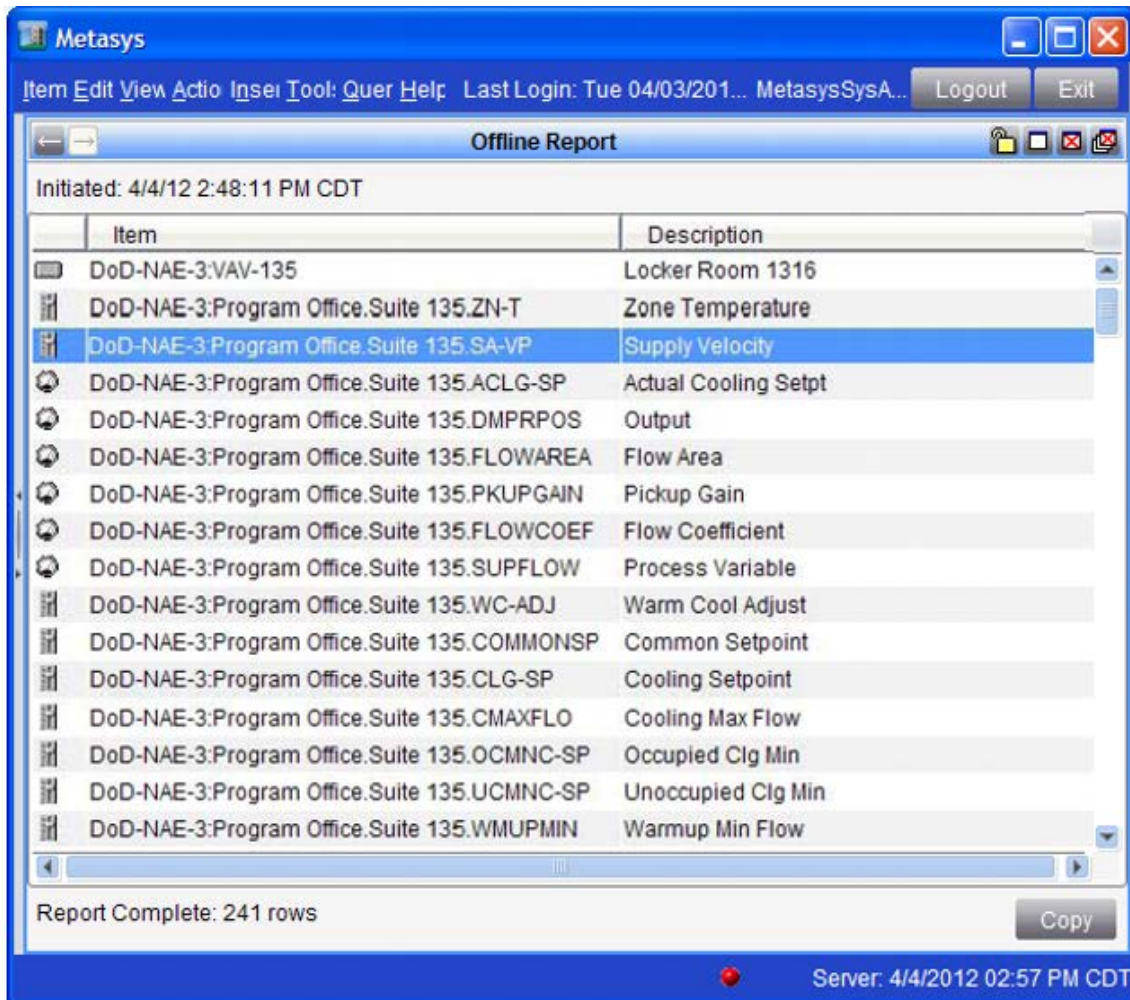 Metasys
Item Edit View Actio Inser Tool: Quer Help Last Login: Tue 04/03/201... MetasysSysA... Logout Exit
Offline Report
Initiated: 4/4/12 2:48:11 PM CDT
Item Description
DoD-NAE-3:VAV-135 Locker Room 1316
DoD-NAE-3:Program Office.Suite 135.ZN-T Zone Temperature
DoD-NAE-3:Program Office.Suite 135.SA-VP Supply Velocity
DoD-NAE-3:Program Office.Suite 135.ACLG-SP Actual Cooling Setpt
DoD-NAE-3:Program Office.Suite 135.DMPRPOS Output
DoD-NAE-3:Program Office.Suite 135.FLOWAREA Flow Area
DoD-NAE-3:Program Office.Suite 135.PKUPGAIN Pickup Gain
DoD-NAE-3:Program Office.Suite 135.FLOWCOEF Flow Coefficient
DoD-NAE-3:Program Office.Suite 135.SUPFLOW Process Variable
DoD-NAE-3:Program Office.Suite 135.WC-ADJ Warm Cool Adjust
DoD-NAE-3:Program Office.Suite 135.COMMONSP Common Setpoint
DoD-NAE-3:Program Office.Suite 135.CLG-SP Cooling Setpoint
DoD-NAE-3:Program Office.Suite 135.CMAXFLO Cooling Max Flow
DoD-NAE-3:Program Office.Suite 135.OCMNC-SP Occupied Clg Min
DoD-NAE-3:Program Office.Suite 135.UCMNC-SP Unoccupied Clg Min
DoD-NAE-3:Program Office.Suite 135.WMUPMIN Warmup Min Flow
Report Complete: 241 rows
Copy
Server: 4/4/2012 02:57 PM CDT